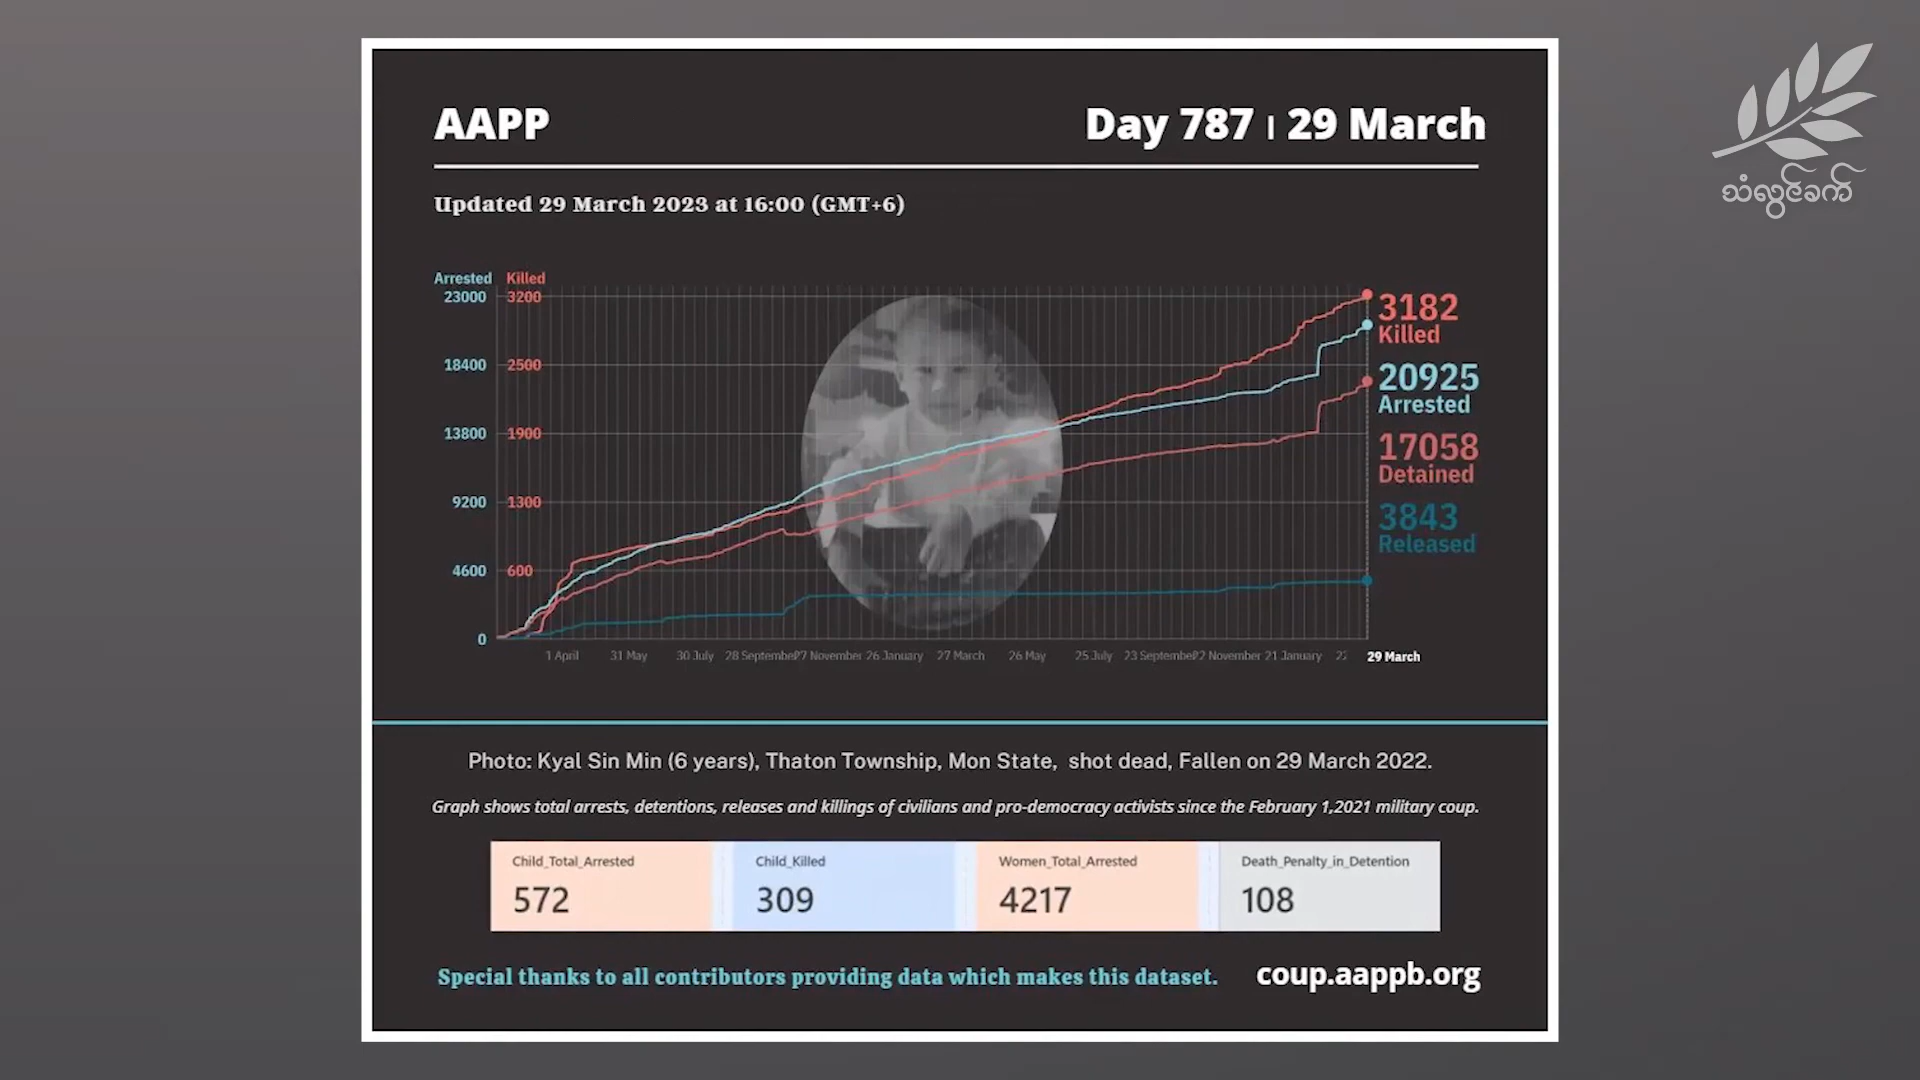 AAPP
Day 787 | 29 March
Updated 29 March 2023 at 16:00 (GMT+6)
သံလွင်ခက်
Arrested Killed
23000 3200
18400 2500
13800 1900
9200 1300
4600 600
0
3182
Killed
20925
Arrested
17058
Detained
3843
Released
1 April 31 May 30 July 28 September 27 November 26 January 27 March 26 May 25 July 23 September 22 November 21 January 22 29 March
Photo: Kyal Sin Min (6 years), Thaton Township, Mon State, shot dead, Fallen on 29 March 2022.
Graph shows total arrests, detentions, releases and killings of civilians and pro-democracy activists since the February 1,2021 military coup.
Child_Total_Arrested Child_Killed Women_Total_Arrested Death_Penalty_in_Detention
572 309 4217 108
Special thanks to all contributors providing data which makes this dataset. coup.aappb.org